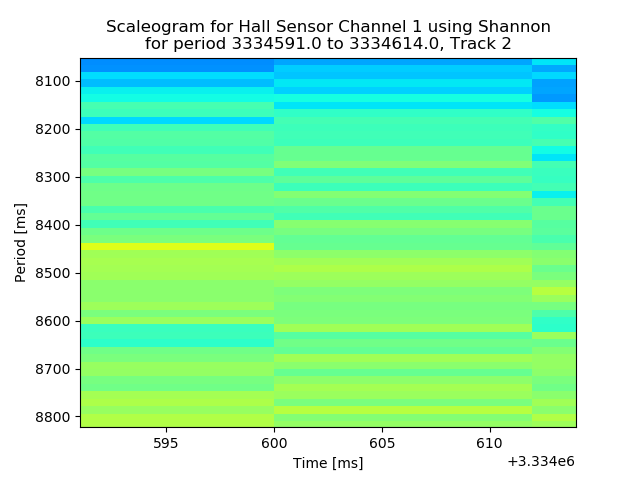 Scaleogram for Hall Sensor Channel 1 using Shannon
for period 3334591.0 to 3334614.0, Track 2
8100
8200
8300
8400
8500
8600
8700
8800
Period [ms]
595
600
605
610
Time [ms]
+3.334e6